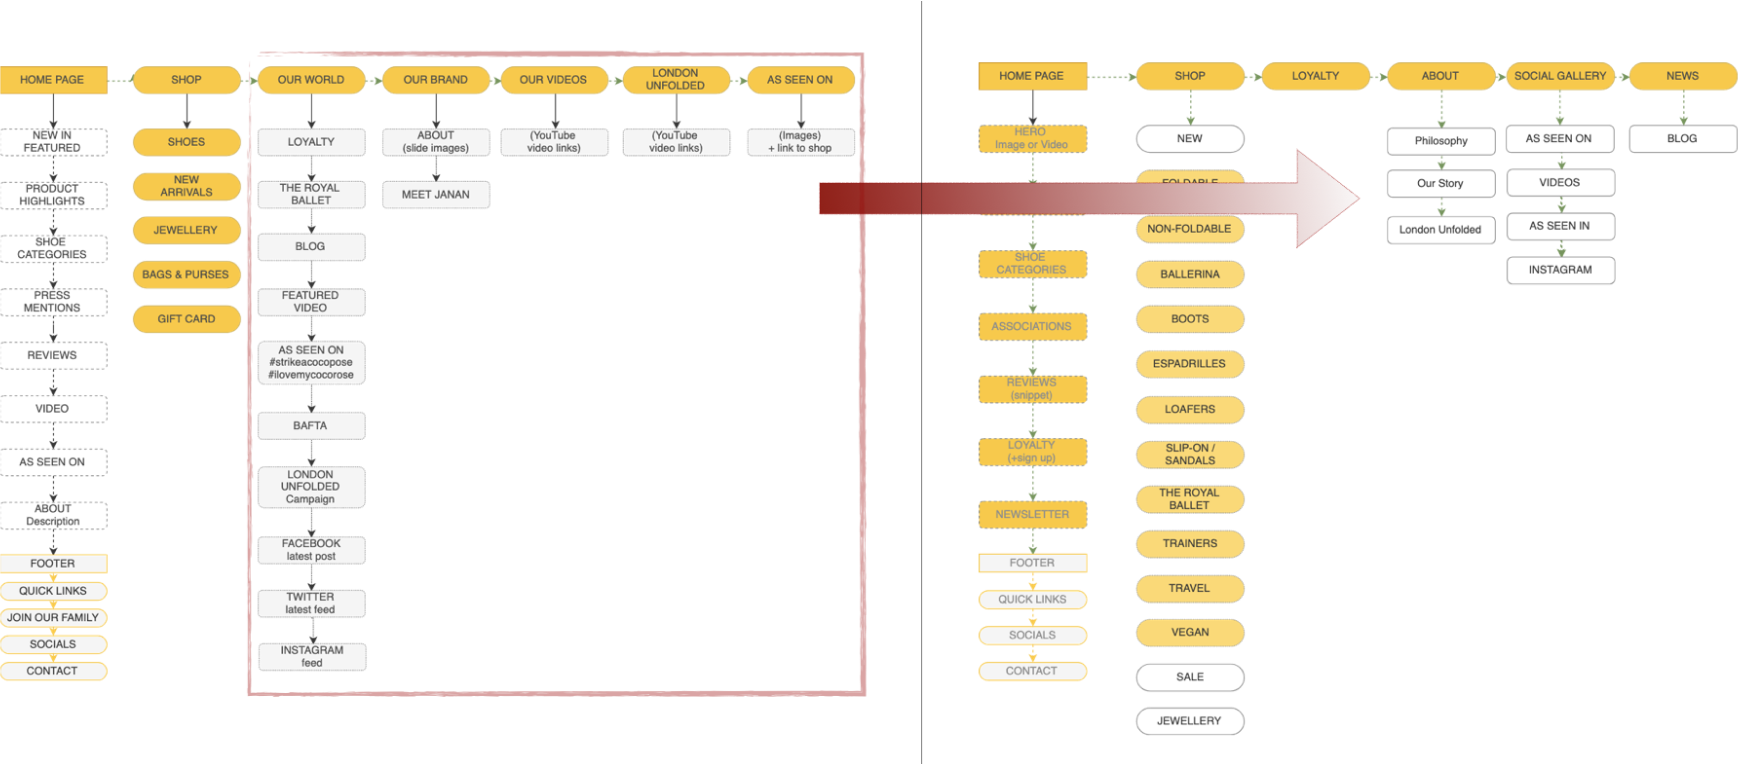 HOME PAGE
NEW IN
FEATURED
PRODUCT
HIGHLIGHTS
SHOE
CATEGORIES
PRESS
MENTIONS
REVIEWS
VIDEO
AS SEEN ON
ABOUT
Description
FOOTER
QUICK LINKS
JOIN OUR FAMILY
SOCIALS
CONTACT
SHOP
SHOES
NEW
ARRIVALS
JEWELLERY
BAGS & PURSES
GIFT CARD
OUR WORLD
LOYALTY
THE ROYAL
BALLET
BLOG
FEATURED
VIDEO
AS SEEN ON
#strikeacocopose
#ilovemycocorose
BAFTA
LONDON
UNFOLDED
Campaign
FACEBOOK
latest post
TWITTER
latest feed
INSTAGRAM
feed
OUR BRAND
ABOUT
(slide images)
MEET JANAN
OUR VIDEOS
(YouTube
video links)
LONDON
UNFOLDED
(YouTube
video links)
AS SEEN ON
(Images)
+ link to shop
HOME PAGE
HERO
Image or Video
SHOE
CATEGORIES
ASSOCIATIONS
REVIEWS
(snippet)
LOYALTY
(+sign up)
NEWSLETTER
FOOTER
QUICK LINKS
SOCIALS
CONTACT
SHOP
NEW
FOLDABLE
NON-FOLDABLE
BALLERINA
BOOTS
ESPADRILLES
LOAFERS
SLIP-ON /
SANDALS
THE ROYAL
BALLET
TRAINERS
TRAVEL
VEGAN
SALE
JEWELLERY
LOYALTY
ABOUT
Philosophy
Our Story
London Unfolded
SOCIAL GALLERY
AS SEEN ON
VIDEOS
AS SEEN IN
INSTAGRAM
NEWS
BLOG